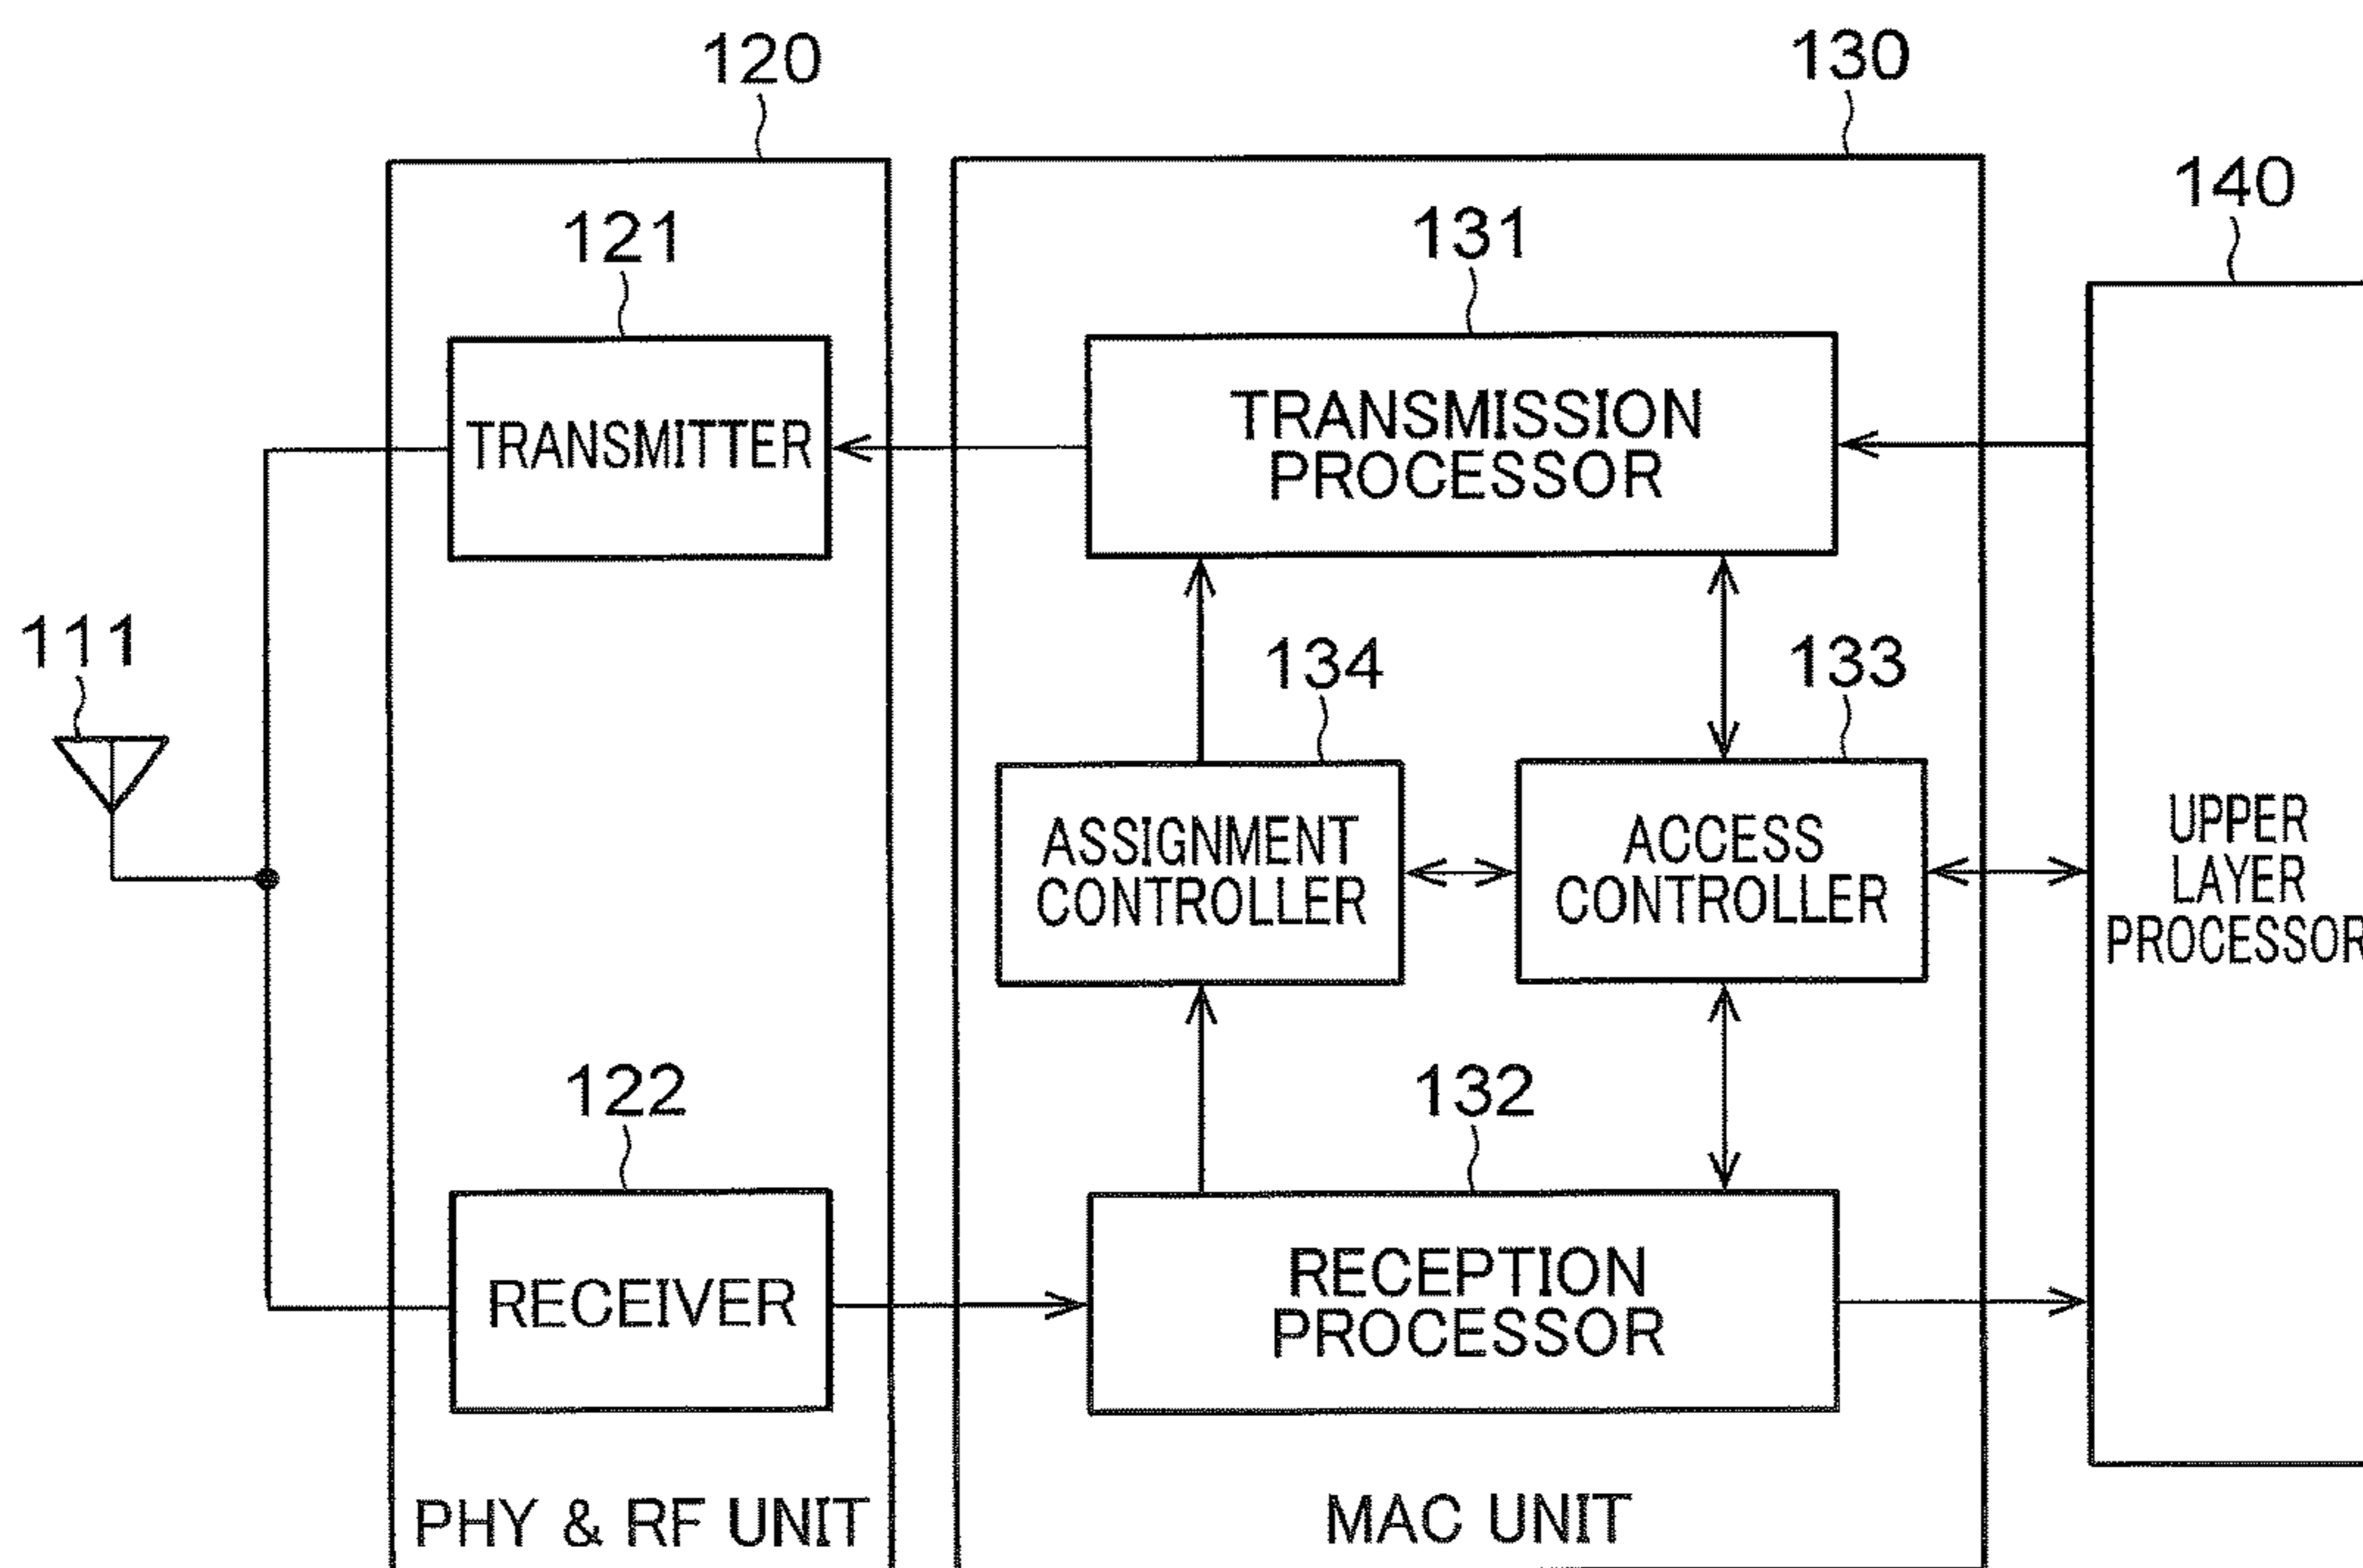 120
130
140
121
131
TRANSMITTER
TRANSMISSION
PROCESSOR
111
134
133
ASSIGNMENT
CONTROLLER
ACCESS
CONTROLLER
UPPER
LAYER
PROCESSOR
122
132
RECEIVER
RECEPTION
PROCESSOR
PHY & RF UNIT
MAC UNIT